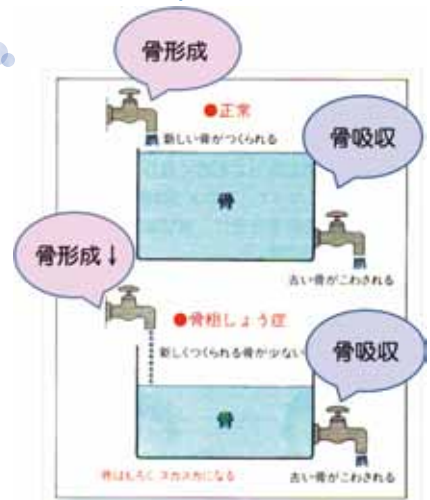 骨形成
●正常
新しい骨がつくられる
骨吸収
骨
古い骨がこわされる
骨形成↓
●骨粗しょう症
新しくつくられる骨が少ない
骨吸収
骨
骨はもろくスカスカになる
古い骨がこわされる